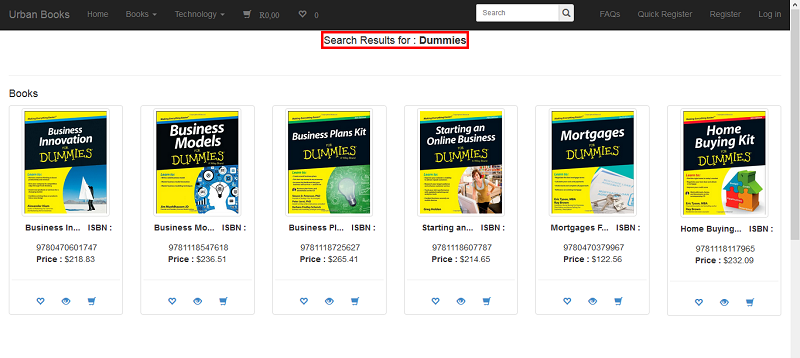 Urban Books Home Books Technology R0,00 0 Search FAQs Quick Register Register Log in
Search Results for : Dummies
Books
Business
Innovation
FOR
DUMMIES
Business
Models
FOR
DUMMIES
Business Plans Kit
FOR
DUMMIES
Starting an
Online Business
FOR
DUMMIES
Mortgages
FOR
DUMMIES
Home
Buying Kit
FOR
DUMMIES
Business In... ISBN :
9780470601747
Price : $218.83
Business Mo... ISBN :
9781118547618
Price : $236.51
Business Pl... ISBN :
9781118725627
Price : $265.41
Starting an... ISBN :
9781118607787
Price : $214.65
Mortgages F... ISBN :
9780470379967
Price : $122.56
Home Buying... ISBN :
9781118117965
Price : $232.09